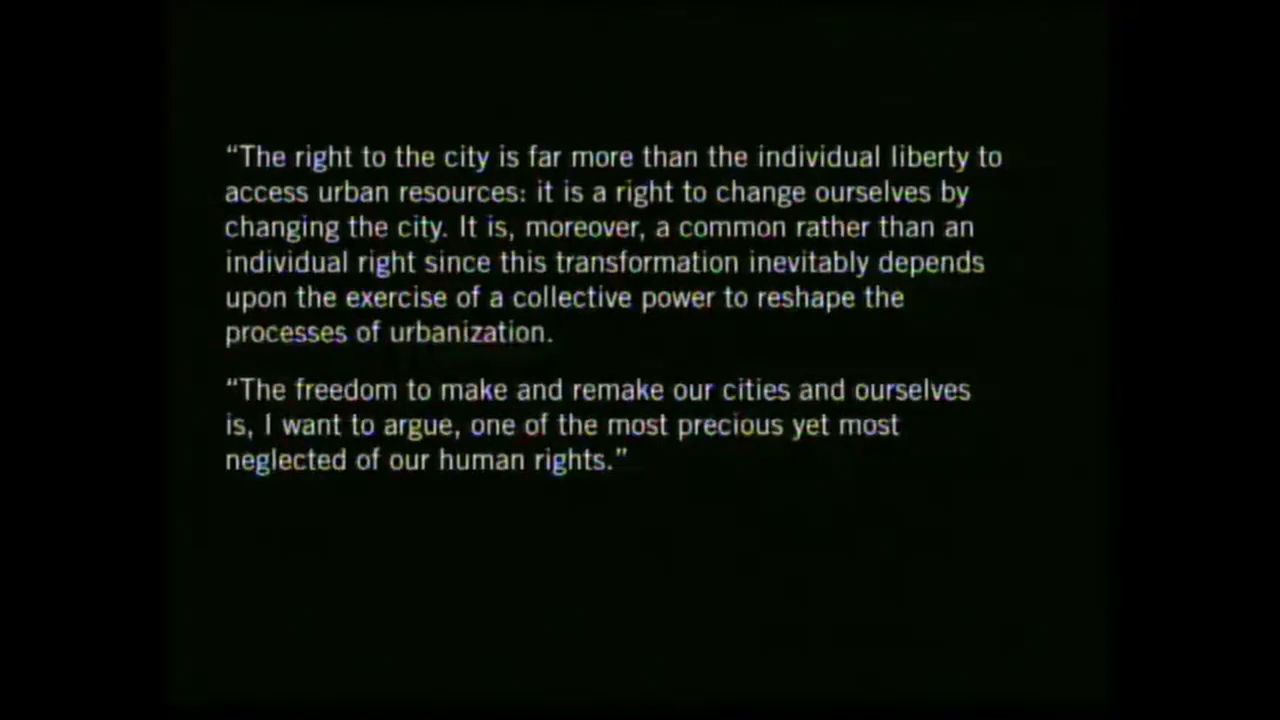 “The right to the city is far more than the individual liberty to
access urban resources: it is a right to change ourselves by
changing the city. It is, moreover, a common rather than an
individual right since this transformation inevitably depends
upon the exercise of a collective power to reshape the
processes of urbanization.
“The freedom to make and remake our cities and ourselves
is, I want to argue, one of the most precious yet most
neglected of our human rights.”